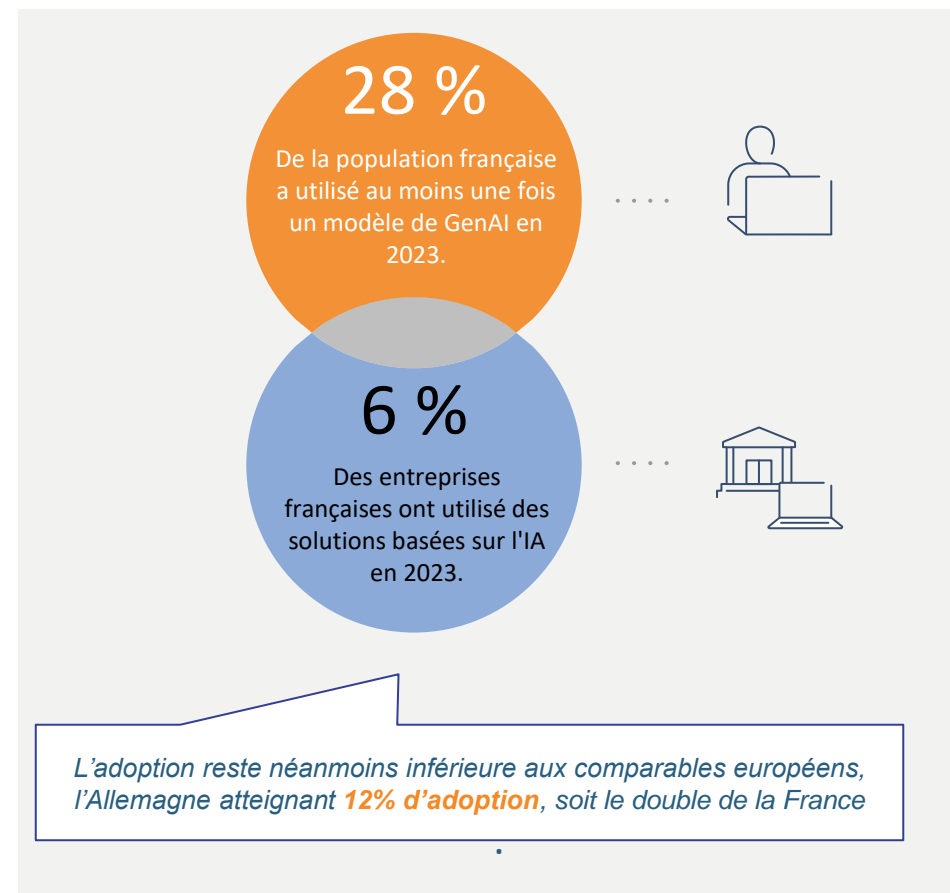 28 %
De la population française
a utilisé au moins une fois
un modèle de GenAI en
2023.
6 %
Des entreprises
françaises ont utilisé des
solutions basées sur l'IA
en 2023.
L’adoption reste néanmoins inférieure aux comparables européens,
l’Allemagne atteignant 12% d’adoption, soit le double de la France
.